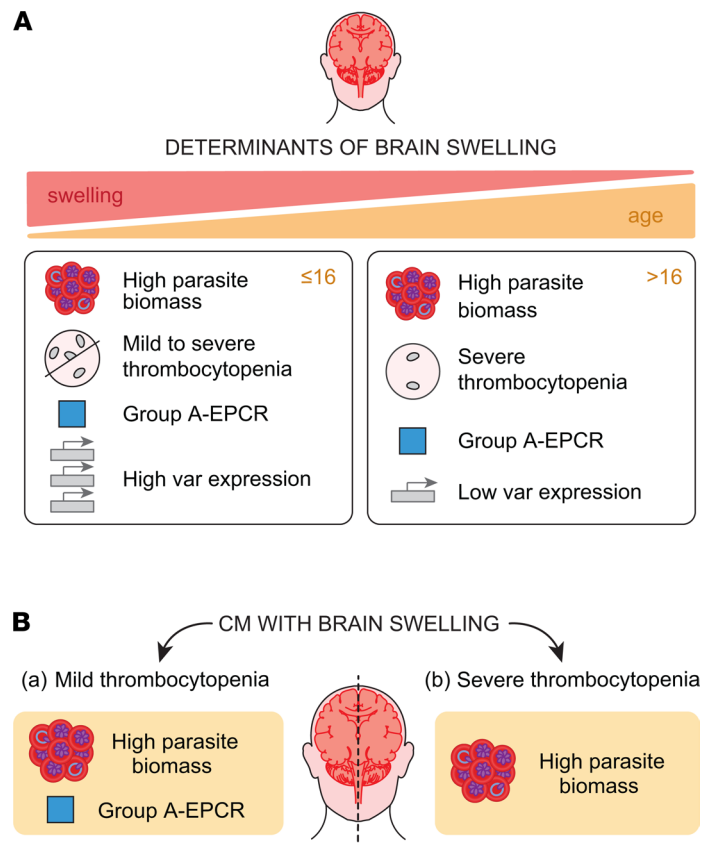 A
DETERMINANTS OF BRAIN SWELLING
swelling
age
≤16
High parasite
biomass
Mild to severe
thrombocytopenia
Group A-EPCR
High var expression
>16
High parasite
biomass
Severe
thrombocytopenia
Group A-EPCR
Low var expression
B
CM WITH BRAIN SWELLING
(a) Mild thrombocytopenia
(b) Severe thrombocytopenia
High parasite
biomass
Group A-EPCR
High parasite
biomass